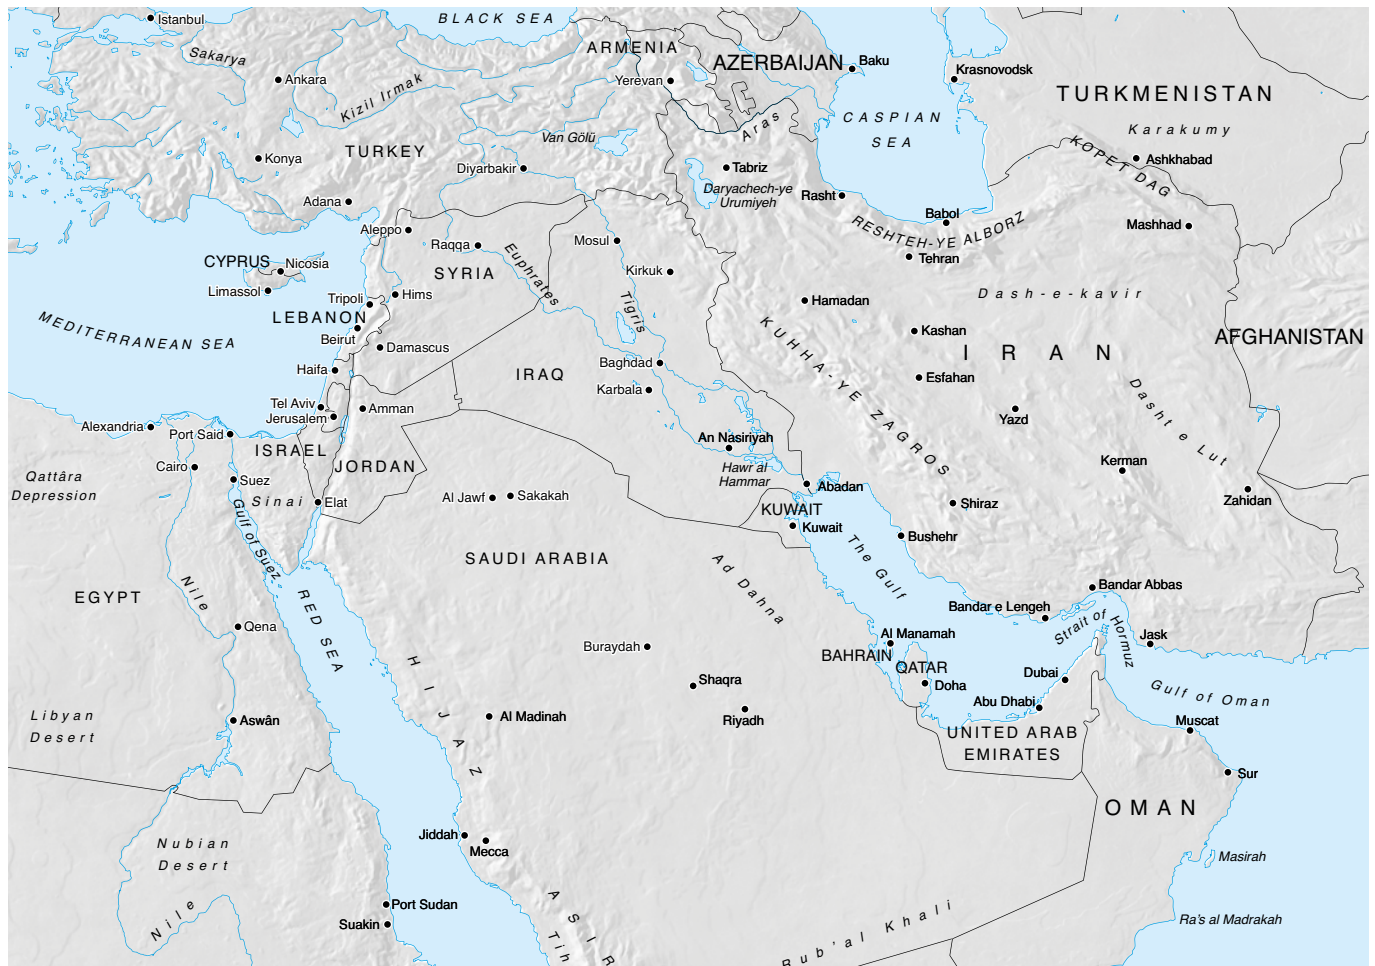 BLACK SEA
Istanbul
Sakarya
Ankara
Kizil Irmak
ARMENIA
Yerevan
AZERBAIJAN
Baku
Krasnovodsk
TURKMENISTAN
CASPIAN
SEA
Karakumy
Aras
KOPET DAG
Ashkhabad
Konya
TURKEY
Van Gölü
Diyarbakir
Tabriz
Daryachech-ye
Urumiyeh
Rasht
Adana
Babol
RESHTEH-YE ALBORZ
Mashhad
Aleppo
Raqqa
Euphrates
Mosul
Tehran
CYPRUS
Nicosia
SYRIA
Kirkuk
Limassol
Tripoli
Hims
Tigris
Hamadan
Dash-e-kavir
LEBANON
MEDITERRANEAN SEA
Beirut
Damascus
KUHHA-YE ZAGROS
Kashan
IRAN
AFGHANISTAN
Haifa
IRAQ
Baghdad
Karbala
Esfahan
Dasht e Lut
Tel Aviv
Jerusalem
Amman
Yazd
Alexandria
Port Said
ISRAEL
JORDAN
An Nasiriyah
Hawr al
Hammar
Cairo
Suez
Kerman
Qattâra
Depression
Sinai
Elat
Al Jawf
Sakakah
Abadan
Zahidan
KUWAIT
Kuwait
Shiraz
Gulf of Suez
Bushehr
SAUDI ARABIA
The Gulf
Ad Dahna
EGYPT
Nile
RED SEA
Bandar Abbas
Bandar e Lengeh
Strait of
Hormuz
Jask
Qena
Buraydah
Al Manamah
BAHRAIN
QATAR
Doha
Dubai
HIJAZ
Shaqra
Abu Dhabi
Gulf of Oman
Libyan
Desert
Aswân
Al Madinah
Riyadh
Muscat
UNITED ARAB
EMIRATES
Sur
OMAN
Nubian
Desert
Jiddah
Mecca
Masirah
Port Sudan
Suakin
Nile
ASIR
Tih
Rub'al Khali
Ra's al Madrakah